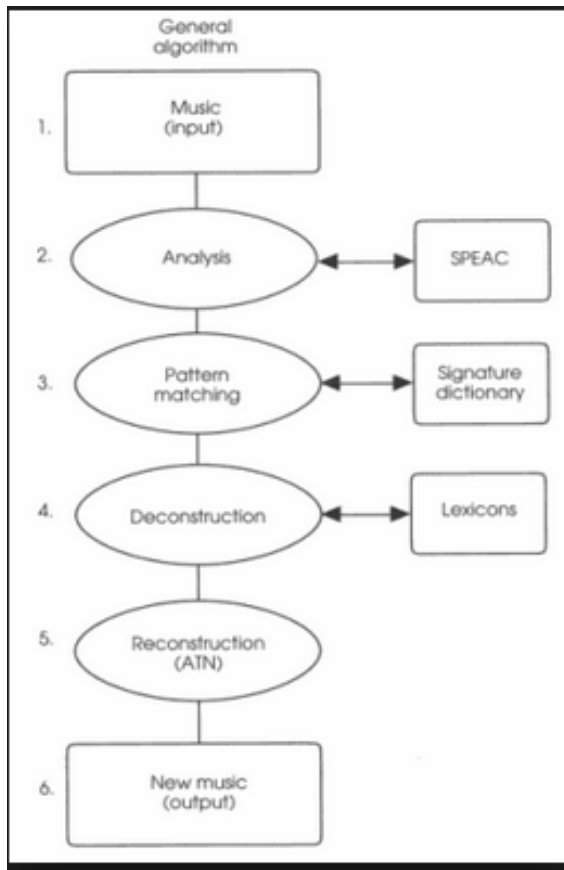 General
algorithm
1.
Music
(input)
2.
Analysis
SPEAC
3.
Pattern
matching
Signature
dictionary
4.
Deconstruction
Lexicons
5.
Reconstruction
(ATN)
6.
New music
(output)